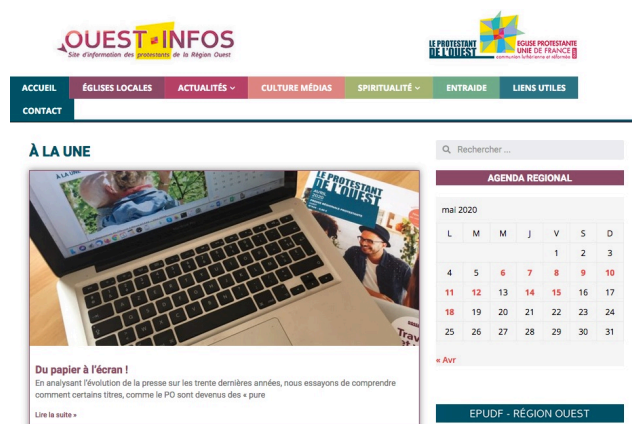 OUEST-INFOS
Site d'information des protestants de la Région Ouest
LE PROTESTANT
DE L'OUEST
EGLISE PROTESTANTE
UNIE DE FRANCE
communion luthérienne et réformée
ACCUEIL
ÉGLISES LOCALES
ACTUALITÉS
CULTURE MÉDIAS
SPIRITUALITÉ
ENTRAIDE
LIENS UTILES
CONTACT
À LA UNE
A LA UNE
LE PROTESTANT
DE L'OUEST
AVRIL
2020
Du papier à l'écran !
En analysant l'évolution de la presse sur les trente dernières années, nous essayons de comprendre
comment certains titres, comme le PO sont devenus des « pure
Lire la suite »
Rechercher ...
AGENDA REGIONAL
mai 2020
L M M J V S D
1 2 3
4 5 6 7 8 9 10
11 12 13 14 15 16 17
18 19 20 21 22 23 24
25 26 27 28 29 30 31
« Avr
EPUDF - RÉGION OUEST